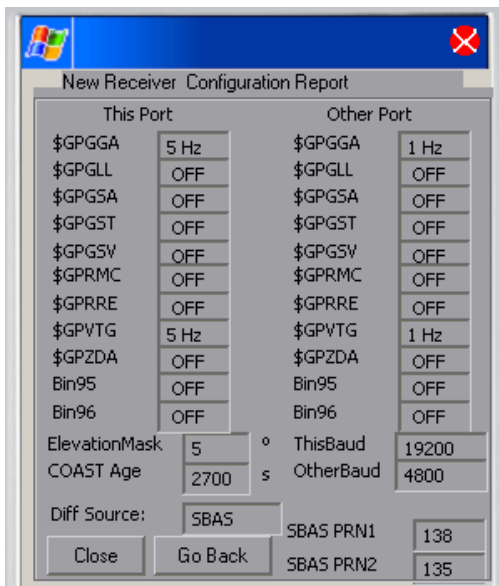 New Receiver Configuration Report
This Port Other Port
$GPGGA 5 Hz $GPGGA 1 Hz
$GPGLL OFF $GPGLL OFF
$GPGSA OFF $GPGSA OFF
$GPGST OFF $GPGST OFF
$GPGSV OFF $GPGSV OFF
$GPRMC OFF $GPRMC OFF
$GPRRE OFF $GPRRE OFF
$GPVTG 5 Hz $GPVTG 1 Hz
$GPZDA OFF $GPZDA OFF
Bin95 OFF Bin95 OFF
Bin96 OFF Bin96 OFF
ElevationMask 5 º ThisBaud 19200
COAST Age 2700 s OtherBaud 4800
Diff Source: SBAS
SBAS PRN1 138
Close Go Back SBAS PRN2 135